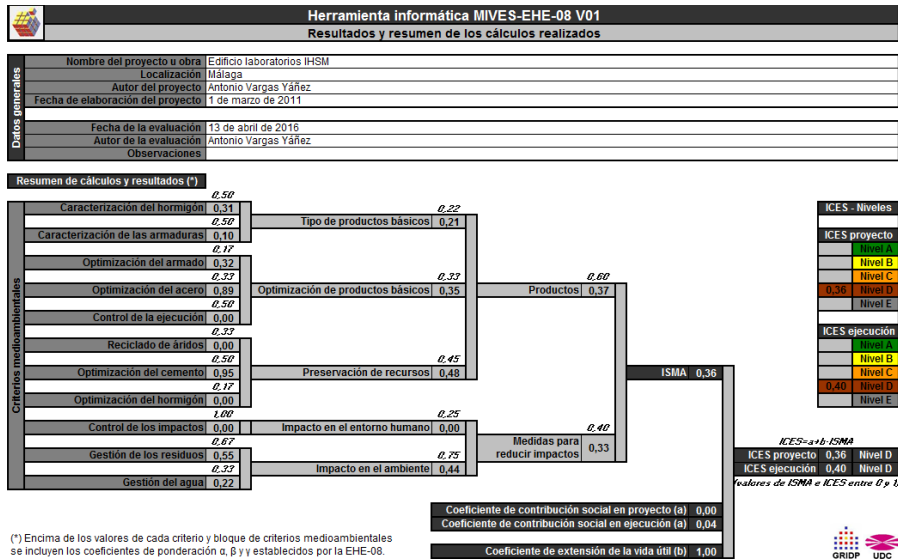 Herramienta informática MIVES-EHE-08 V01
Resultados y resumen de los cálculos realizados
Datos generales
Nombre del proyecto u obra Edificio laboratorios IHSM
Localización Málaga
Autor del proyecto Antonio Vargas Yáñez
Fecha de elaboración del proyecto 1 de marzo de 2011
Fecha de la evaluación 13 de abril de 2016
Autor de la evaluación Antonio Vargas Yáñez
Observaciones
Resumen de cálculos y resultados (*)
Criterios medioambientales
0,50
Caracterización del hormigón 0,31
0,50
Caracterización de las armaduras 0,10
0,17
Optimización del armado 0,32
0,33
Optimización del acero 0,89
0,50
Control de la ejecución 0,00
0,33
Reciclado de áridos 0,00
0,50
Optimización del cemento 0,95
0,17
Optimización del hormigón 0,00
1,00
Control de los impactos 0,00
0,67
Gestión de los residuos 0,55
0,33
Gestión del agua 0,22
0,22
Tipo de productos básicos 0,21
0,33
Optimización de productos básicos 0,35
0,45
Preservación de recursos 0,48
0,25
Impacto en el entorno humano 0,00
0,75
Impacto en el ambiente 0,44
0,60
Productos 0,37
0,40
Medidas para
reducir impactos 0,33
ISMA 0,36
Coeficiente de contribución social en proyecto (a) 0,00
Coeficiente de contribución social en ejecución (a) 0,04
Coeficiente de extensión de la vida útil (b) 1,00
ICES - Niveles
ICES proyecto
Nivel A
Nivel B
Nivel C
0,36 Nivel D
Nivel E
ICES ejecución
Nivel A
Nivel B
Nivel C
0,40 Nivel D
Nivel E
ICES=a+b·ISMA
ICES proyecto 0,36 Nivel D
ICES ejecución 0,40 Nivel D
(valores de ISMA e ICES entre 0 y 1)
(*) Encima de los valores de cada criterio y bloque de criterios medioambientales
se incluyen los coeficientes de ponderación α, β y γ establecidos por la EHE-08.
GRIDP UDC